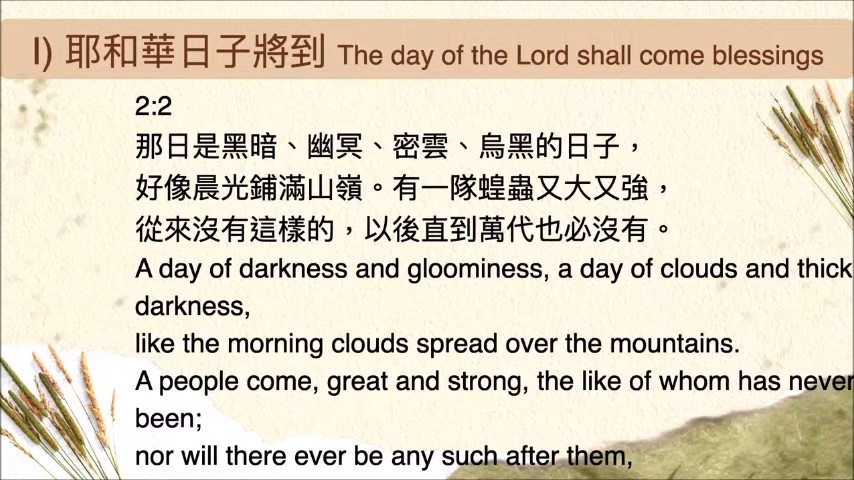 I) 耶和華日子將到 The day of the Lord shall come blessings
2:2
那日是黑暗、幽冥、密雲、烏黑的日子，
好像晨光鋪滿山嶺。有一隊蝗蟲又大又強，
從來沒有這樣的，以後直到萬代也必沒有。
A day of darkness and gloominess, a day of clouds and thick
darkness,
like the morning clouds spread over the mountains.
A people come, great and strong, the like of whom has never
been;
nor will there ever be any such after them,